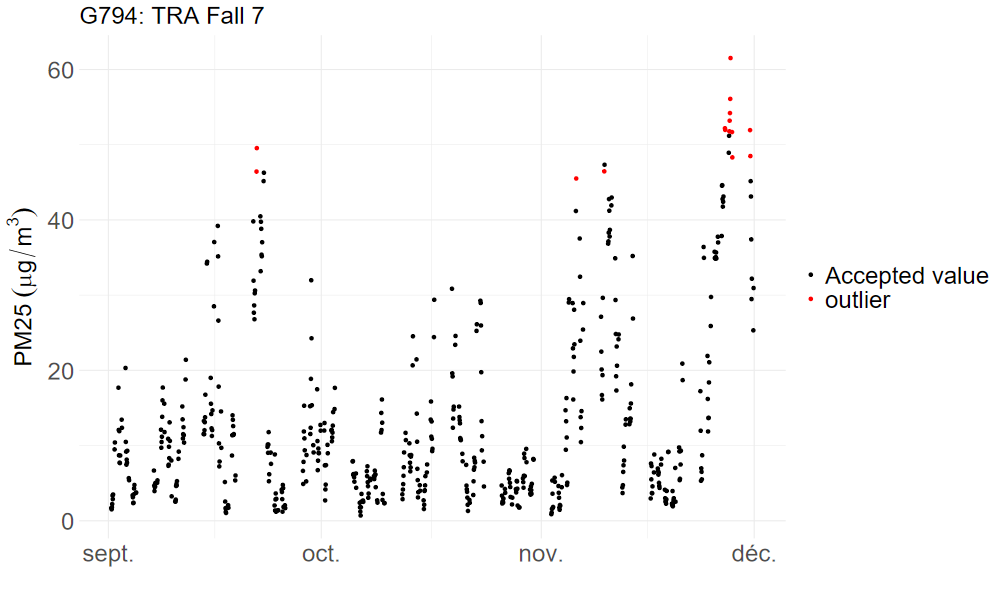 G794: TRA Fall 7
PM25 (μg/m³)
60
40
20
0
sept. oct. nov. déc.
Accepted value
outlier